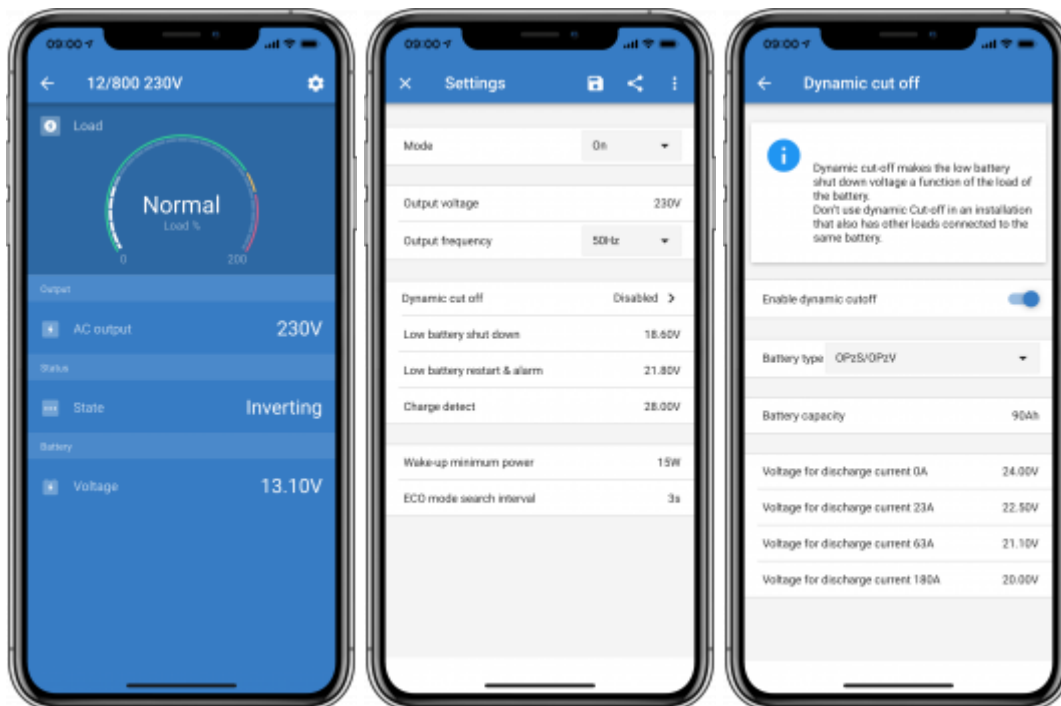 09:00
12/800 230V
Load
Normal
Load %
0 200
Output
AC output 230V
Status
State Inverting
Battery
Voltage 13.10V
09:00
Settings
Mode On
Output voltage 230V
Output frequency 50Hz
Dynamic cut off Disabled
Low battery shut down 18.60V
Low battery restart & alarm 21.80V
Charge detect 28.00V
Wake-up minimum power 15W
ECO mode search interval 3s
09:00
Dynamic cut off
Dynamic cut-off makes the low battery
shut down voltage a function of the load of
the battery.
Don't use dynamic Cut-off in an installation
that also has other loads connected to the
same battery.
Enable dynamic cutoff
Battery type OPzS/OPzV
Battery capacity 90Ah
Voltage for discharge current 0A 24.00V
Voltage for discharge current 23A 22.50V
Voltage for discharge current 63A 21.10V
Voltage for discharge current 180A 20.00V